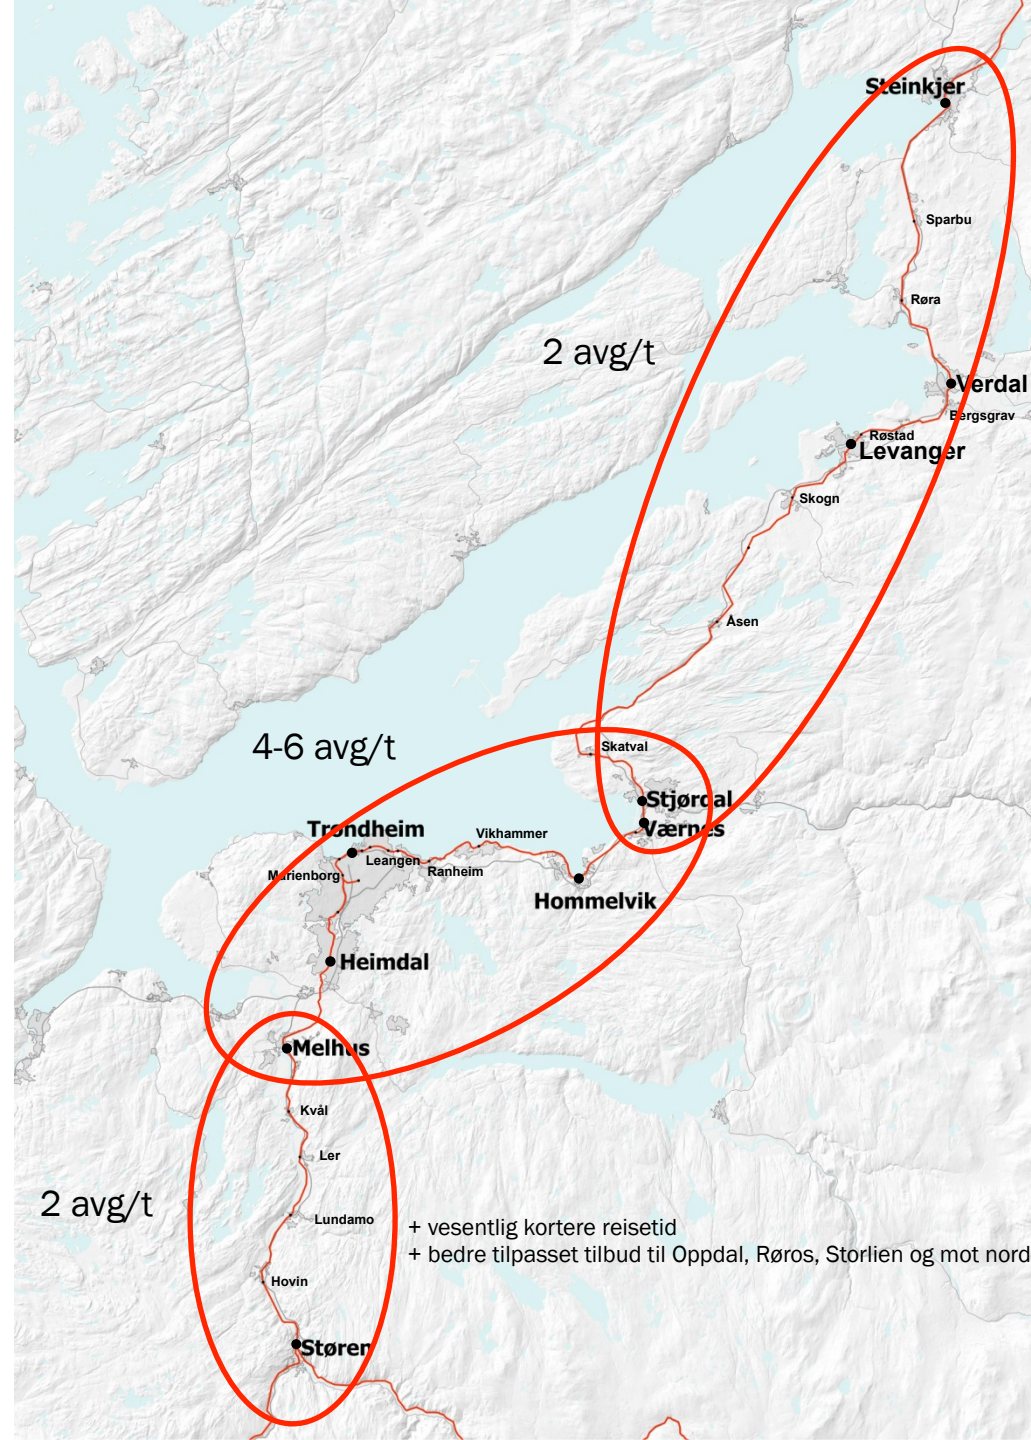 Steinkjer
Sparbu
Røra
2 avg/t
Verdal
Bergsgrav
Røstad
Levanger
Skogn
Åsen
4-6 avg/t
Skatval
Stjørdal
Værnes
Trondheim
Vikhammer
Leangen
Ranheim
Marienborg
Hommelvik
Heimdal
Melhus
Kvål
Ler
2 avg/t
Lundamo
+ vesentlig kortere reisetid
+ bedre tilpasset tilbud til Oppdal, Røros, Storlien og mot nord
Hovin
Støren